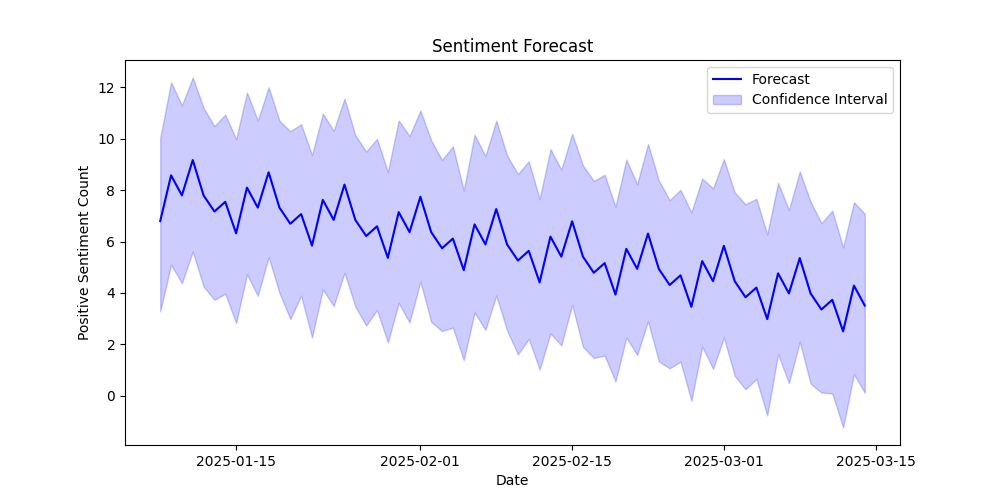 Sentiment Forecast
Forecast
Confidence Interval
Positive Sentiment Count
12
10
8
6
4
2
0
2025-01-15
2025-02-01
2025-02-15
2025-03-01
2025-03-15
Date